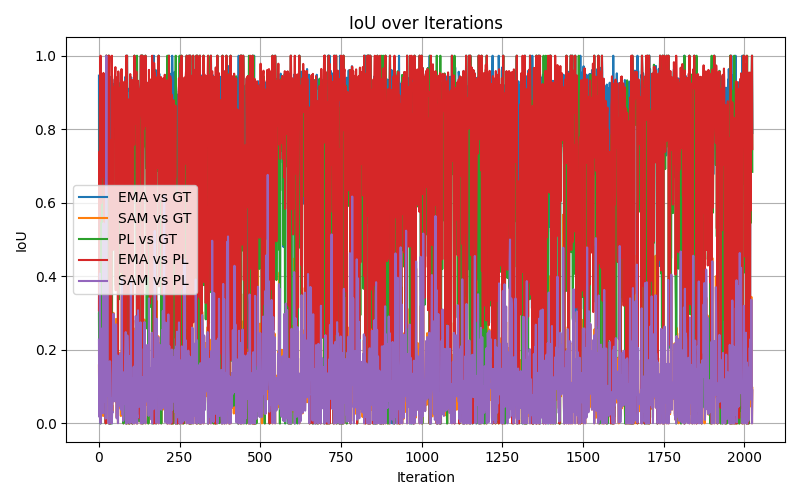 IoU over Iterations
IoU
1.0
0.8
0.6
0.4
0.2
0.0
EMA vs GT
SAM vs GT
PL vs GT
EMA vs PL
SAM vs PL
0 250 500 750 1000 1250 1500 1750 2000
Iteration